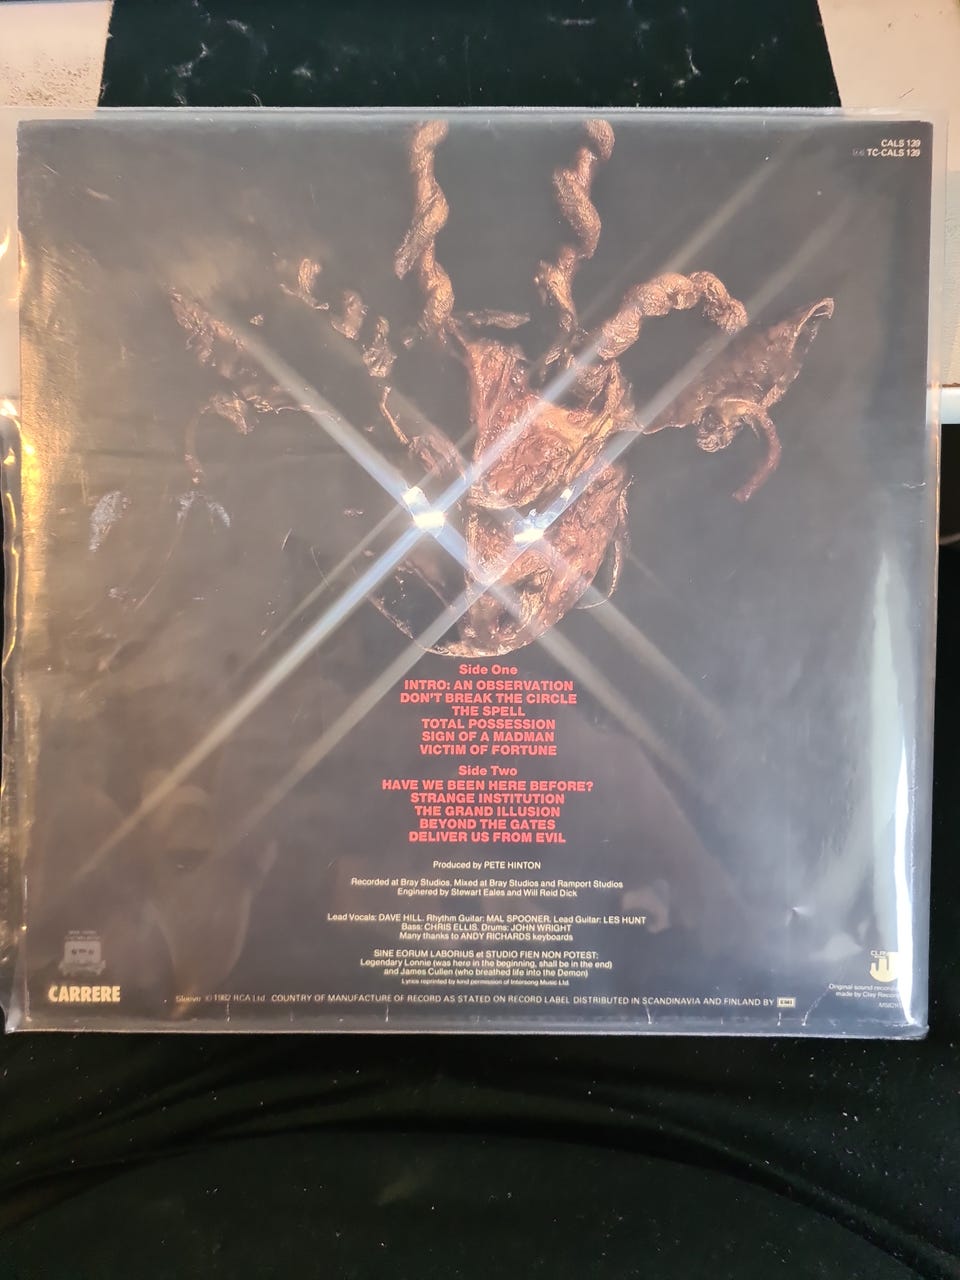 CALS 139
TC-CALS 139
Side One
INTRO: AN OBSERVATION
DON'T BREAK THE CIRCLE
THE SPELL
TOTAL POSSESSION
SIGN OF A MADMAN
VICTIM OF FORTUNE
Side Two
HAVE WE BEEN HERE BEFORE?
STRANGE INSTITUTION
THE GRAND ILLUSION
BEYOND THE GATES
DELIVER US FROM EVIL
Produced by PETE HINTON
Recorded at Bray Studios, Mixed at Bray Studios and Ramport Studios
Enginered by Stewart Eales and Will Reid Dick
Lead Vocals: DAVE HILL. Rhythm Guitar: MAL SPOONER. Lead Guitar: LES HUNT
Bass: CHRIS ELLIS. Drums: JOHN WRIGHT
Many thanks to ANDY RICHARDS keyboards
SINE EORUM LABORIUS et STUDIO FIEN NON POTEST:
Legendary Lonnie (was here in the beginning, shall be in the end)
and James Cullen (who breathed life into the Demon)
Lyrics reprinted by kind permission of Intersong Music Ltd.
CARRERE
Sleeve © 1982 RCA Ltd. COUNTRY OF MANUFACTURE OF RECORD AS STATED ON RECORD LABEL DISTRIBUTED IN SCANDINAVIA AND FINLAND BY EMI
Original sound
made by Clay